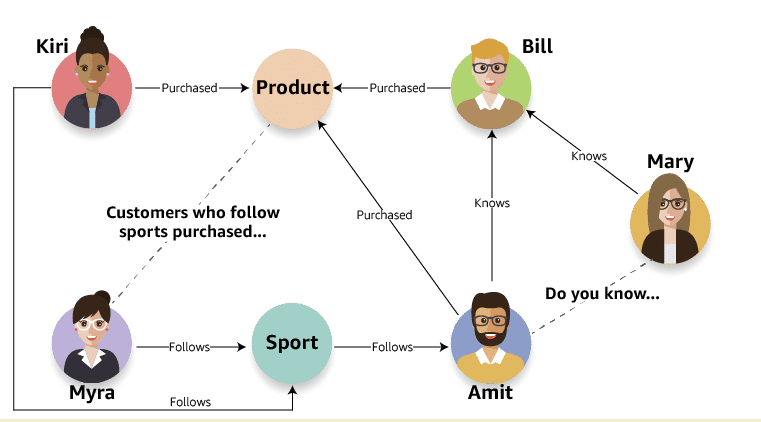 Kiri
Bill
Purchased
Product
Purchased
Knows
Mary
Customers who follow
sports purchased...
Purchased
Knows
Do you know...
Follows
Sport
Follows
Myra
Amit
Follows